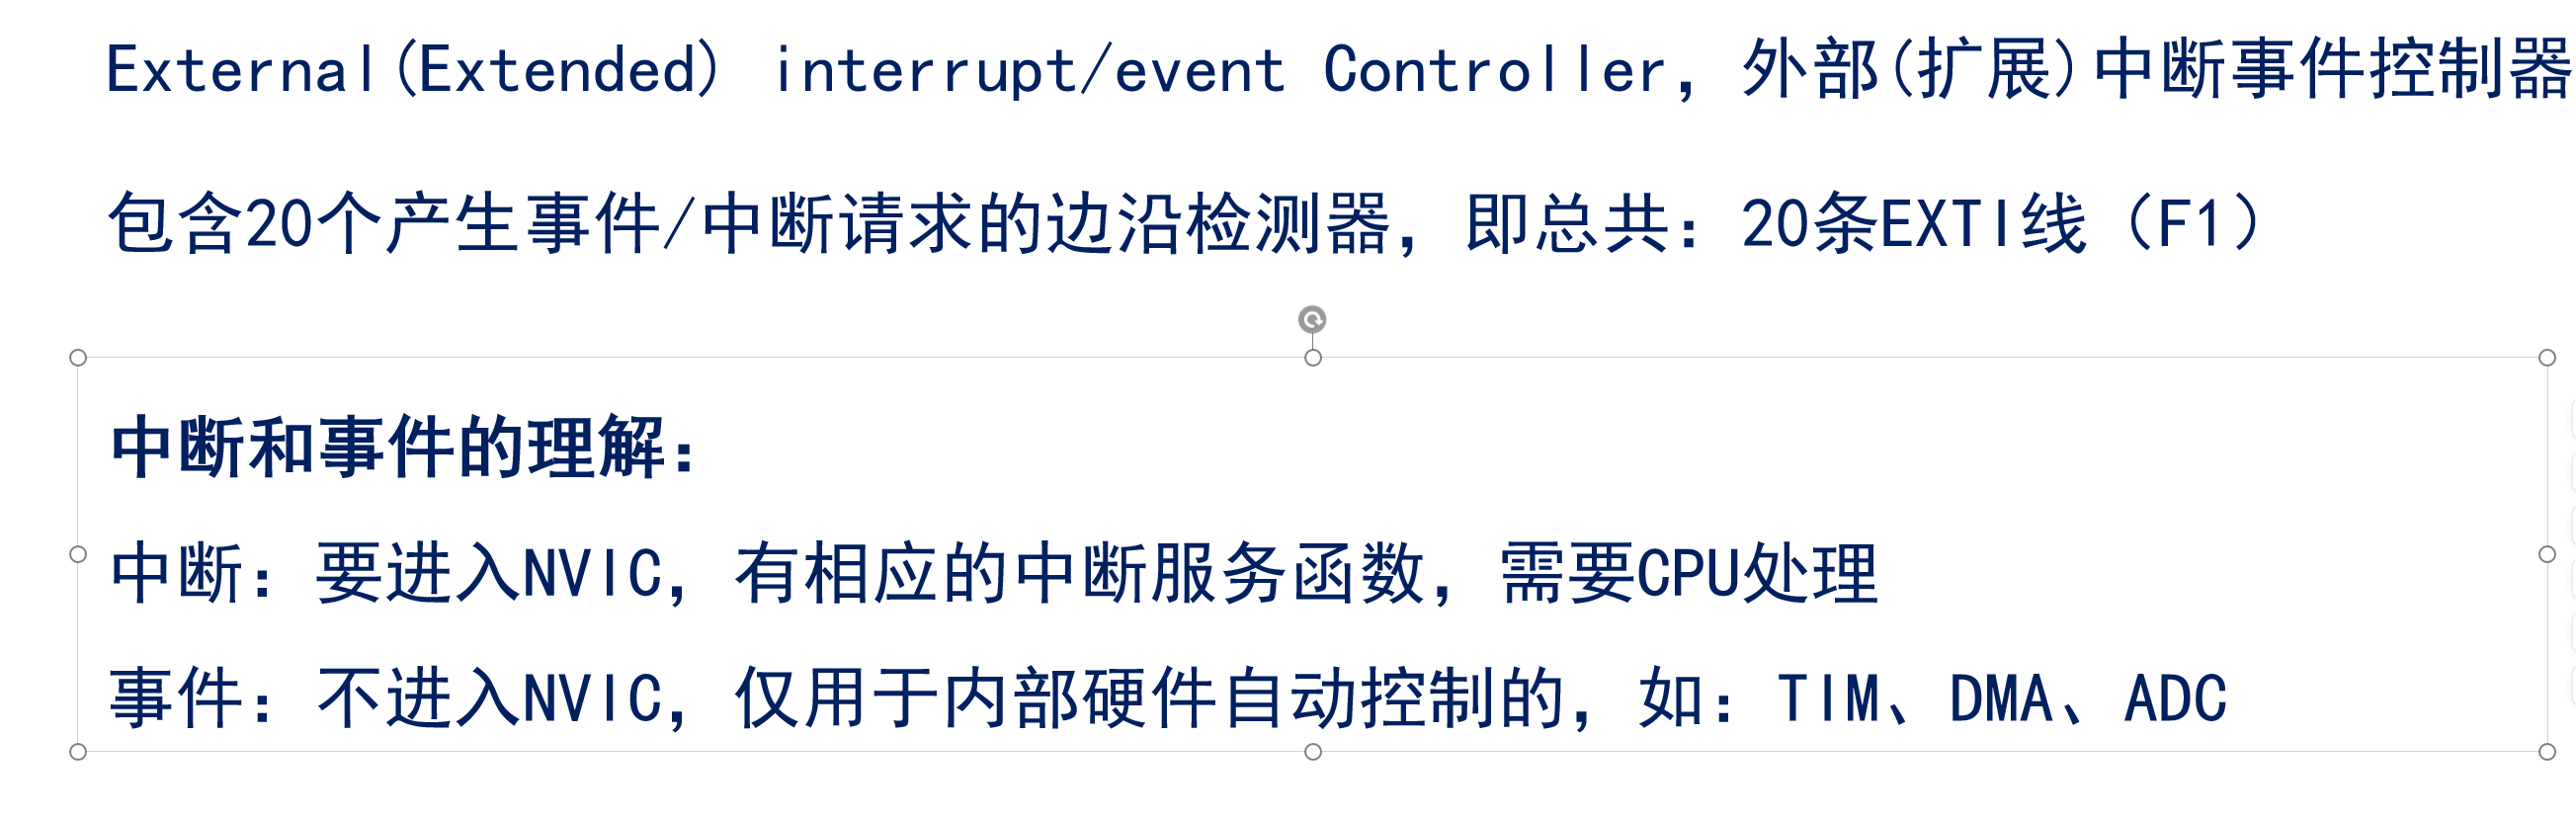 External(Extended) interrupt/event Controller，外部(扩展)中断事件控制器
包含20个产生事件/中断请求的边沿检测器，即总共：20条EXTI线（F1）
中断和事件的理解：
中断：要进入NVIC，有相应的中断服务函数，需要CPU处理
事件：不进入NVIC，仅用于内部硬件自动控制的，如：TIM、DMA、ADC